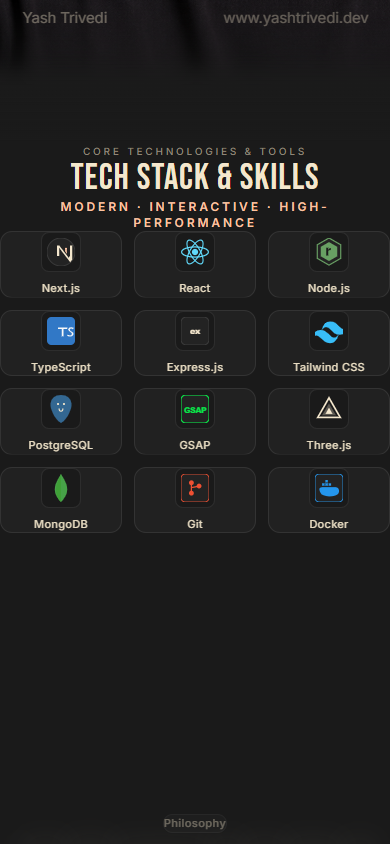 Yash Trivedi
www.yashtrivedi.dev
CORE TECHNOLOGIES & TOOLS
TECH STACK & SKILLS
MODERN · INTERACTIVE · HIGH-
PERFORMANCE
N
r
Next.js
React
Node.js
TS
ex
TypeScript
Express.js
Tailwind CSS
GSAP
PostgreSQL
GSAP
Three.js
MongoDB
Git
Docker
Philosophy